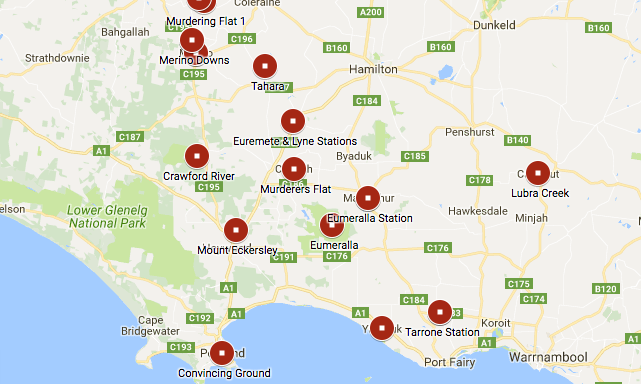 Coleraine
A200
Murdering Flat 1
Dunkeld
Bathgallah
C196
B160
B160
Strathdownie
Merino Downs
B160
C195
Hamilton
Tahara
C184
C187
Penshurst
B140
Euremete & Lyne Stations
A1
Byaduk
C185
Crawford River
C178
C195
Murderers Flat
Lubra Creek
Lower Glenelg
National Park
Eumeralla Station
Hawkesdale
Minjah
Mount Eckersley
Eumeralla
C176
C191
C176
A1
C175
B120
C184
C174
A1
A1
Cape
Bridgewater
C192
Tarrone Station
Koroit
C193
A1
Port Fairy
Warrnambool
Convincing Ground